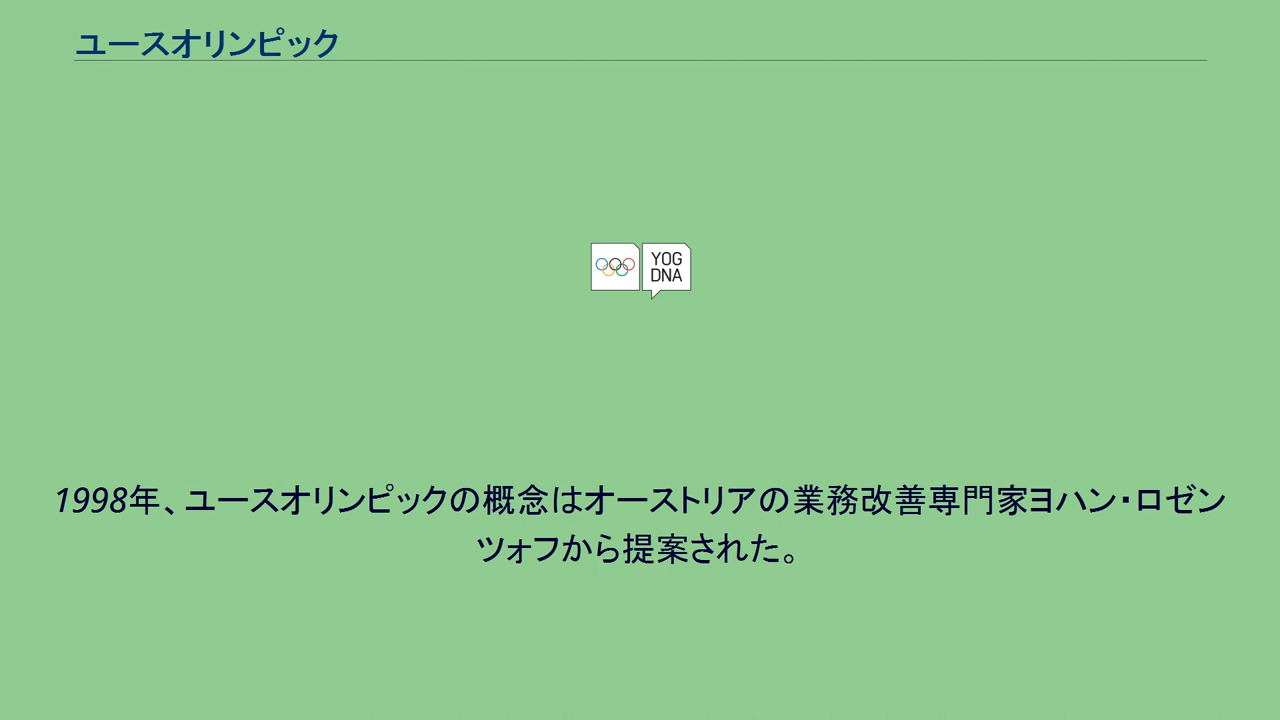 ユースオリンピック
YOG
DNA
1998年、ユースオリンピックの概念はオーストリアの業務改善専門家ヨハン・ロゼン
ツォフから提案された。